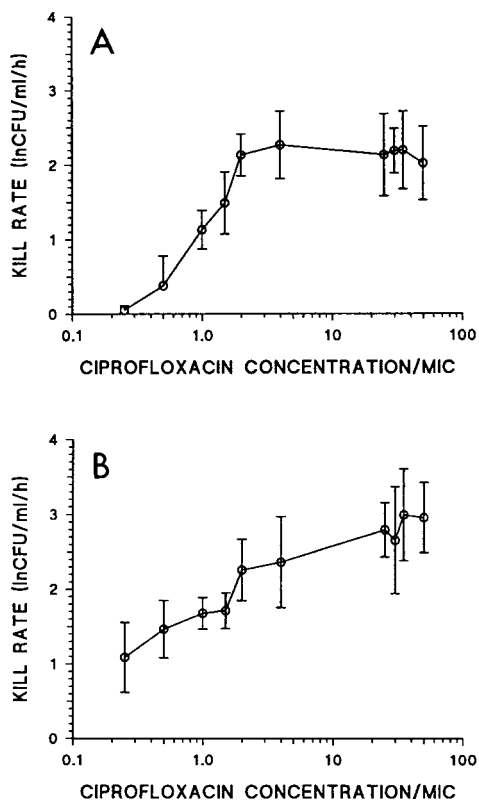 A
KILL RATE (lnCFU/ml/h)
4
3
2
1
0
0.1 1.0 10 100
CIPROFLOXACIN CONCENTRATION/MIC
B
KILL RATE (lnCFU/ml/h)
4
3
2
1
0
0.1 1.0 10 100
CIPROFLOXACIN CONCENTRATION/MIC